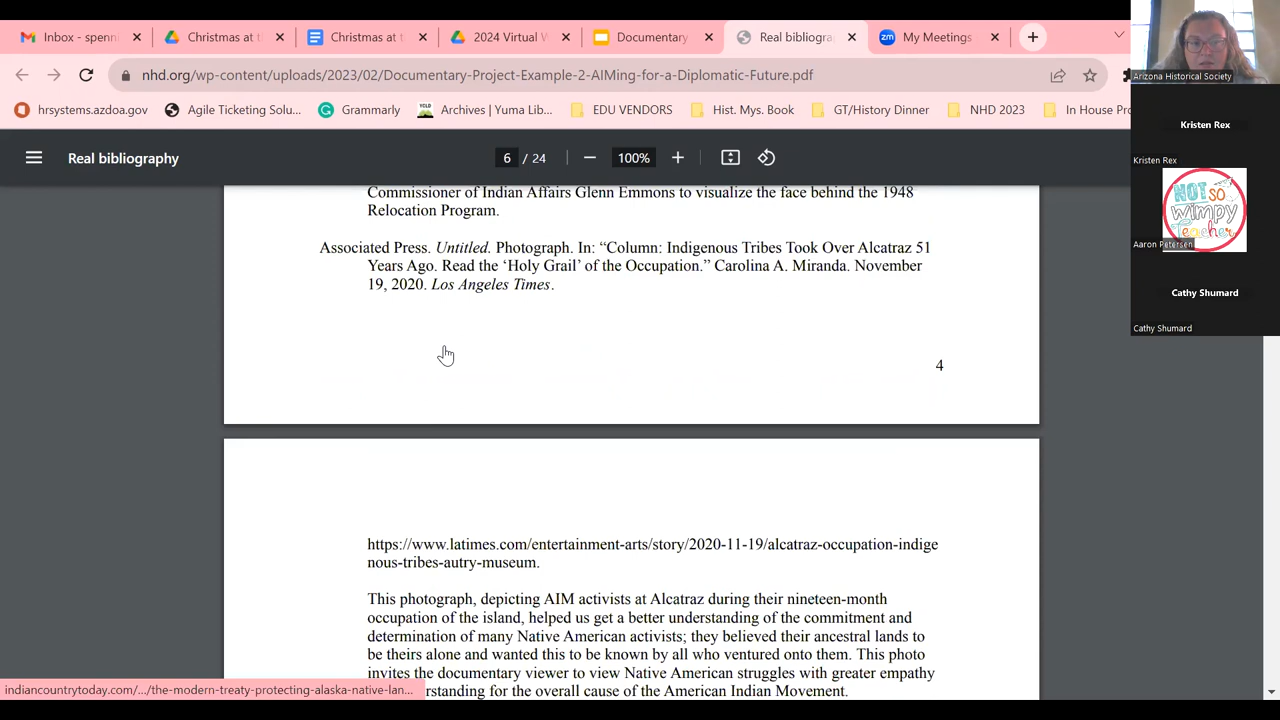 Inbox - spenni
Christmas at t
Christmas at t
2024 Virtual W
Documentary
Real bibliogra
My Meetings
nhd.org/wp-content/uploads/2023/02/Documentary-Project-Example-2-AIMing-for-a-Diplomatic-Future.pdf
hrsystems.azdoa.gov
Agile Ticketing Solu...
Grammarly
YCLD
Archives | Yuma Lib...
EDU VENDORS
Hist. Mys. Book
GT/History Dinner
NHD 2023
In House Pro
Real bibliography
6 / 24
100%
Commissioner of Indian Affairs Glenn Emmons to visualize the face behind the 1948
Relocation Program.
Associated Press. Untitled. Photograph. In: “Column: Indigenous Tribes Took Over Alcatraz 51
Years Ago. Read the ‘Holy Grail’ of the Occupation.” Carolina A. Miranda. November
19, 2020. Los Angeles Times.
4
https://www.latimes.com/entertainment-arts/story/2020-11-19/alcatraz-occupation-indige
nous-tribes-autry-museum.
This photograph, depicting AIM activists at Alcatraz during their nineteen-month
occupation of the island, helped us get a better understanding of the commitment and
determination of many Native American activists; they believed their ancestral lands to
be theirs alone and wanted this to be known by all who ventured onto them. This photo
invites the documentary viewer to view Native American struggles with greater empathy
erstanding for the overall cause of the American Indian Movement.
indiancountrytoday.com/.../the-modern-treaty-protecting-alaska-native-lan...
Arizona Historical Society
Kristen Rex
Kristen Rex
NOT SO
wimpy
Teacher
Aaron Petersen
Cathy Shumard
Cathy Shumard